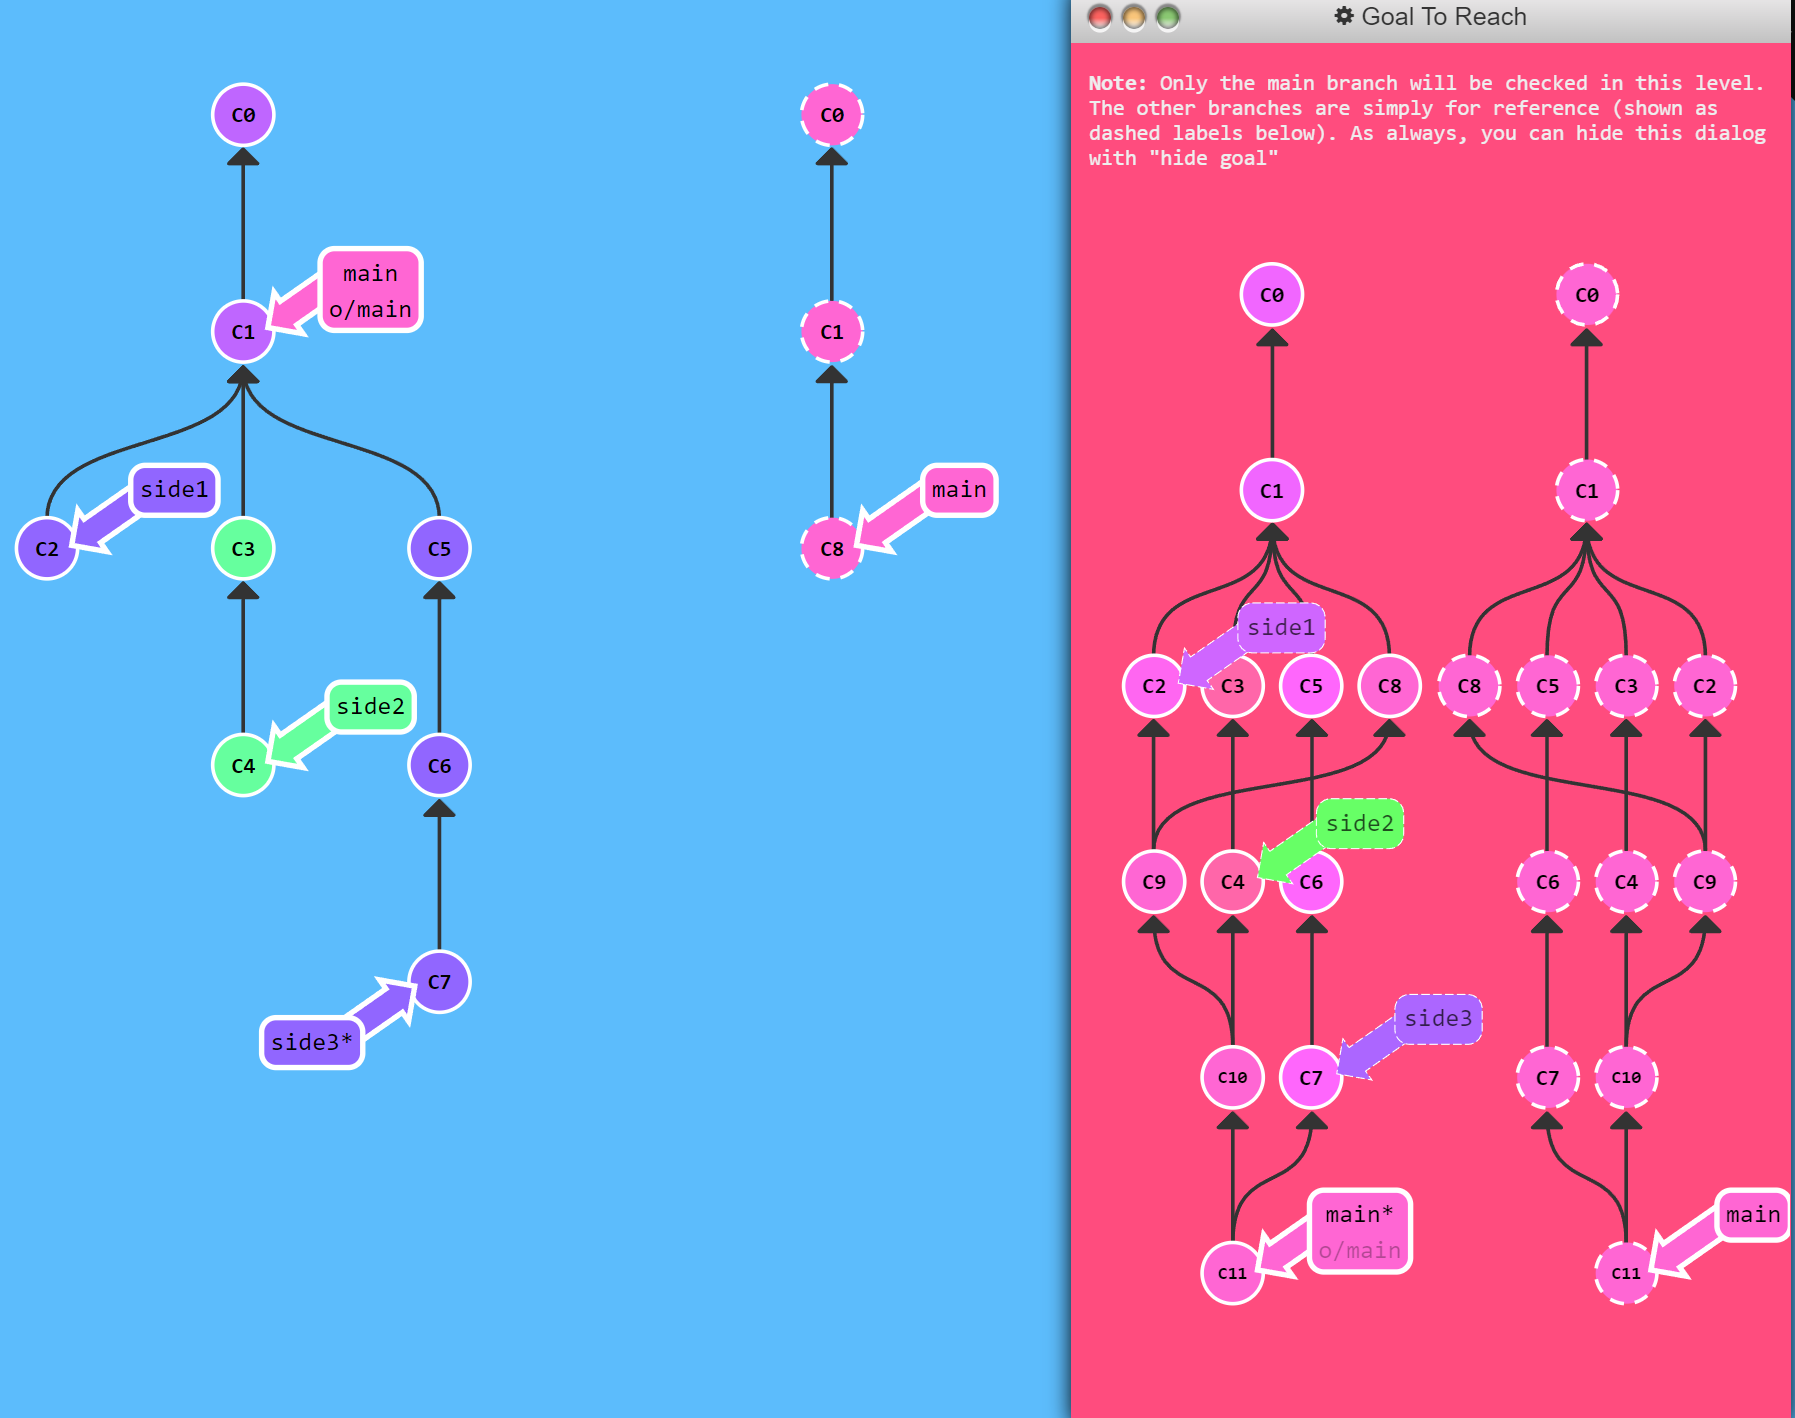 Goal To Reach
Note: Only the main branch will be checked in this level.
The other branches are simply for reference (shown as
dashed labels below). As always, you can hide this dialog
with "hide goal"
C0
C1
main
o/main
C2
side1
C3
C5
C4
side2
C6
C7
side3*
C0
C1
C8
main
C0
C1
side1
C2
C3
C5
C8
side2
C9
C4
C6
side3
C10
C7
main*
o/main
C11
C0
C1
C8
C5
C3
C2
C6
C4
C9
C7
C10
main
C11